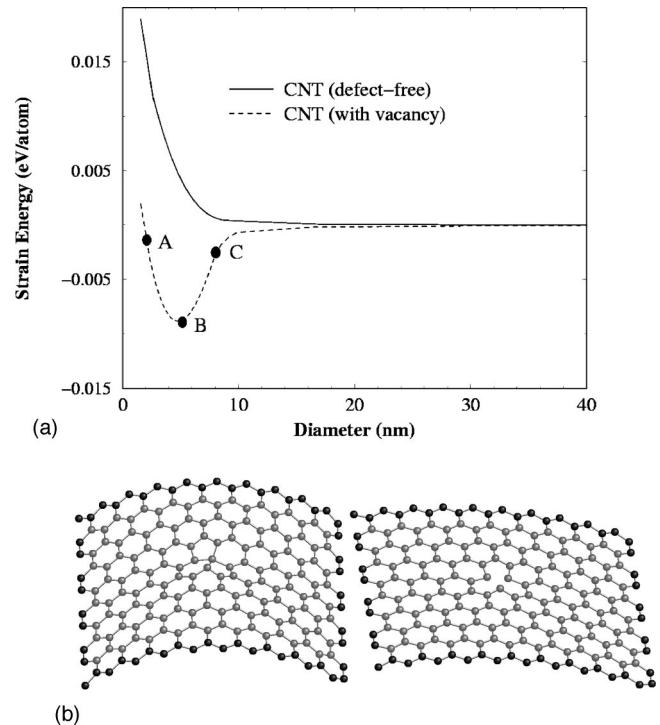 0.015
0.005
−0.005
−0.015
Strain Energy (eV/atom)
CNT (defect−free)
CNT (with vacancy)
A
B
C
0
10
20
30
40
Diameter (nm)
(a)
(b)